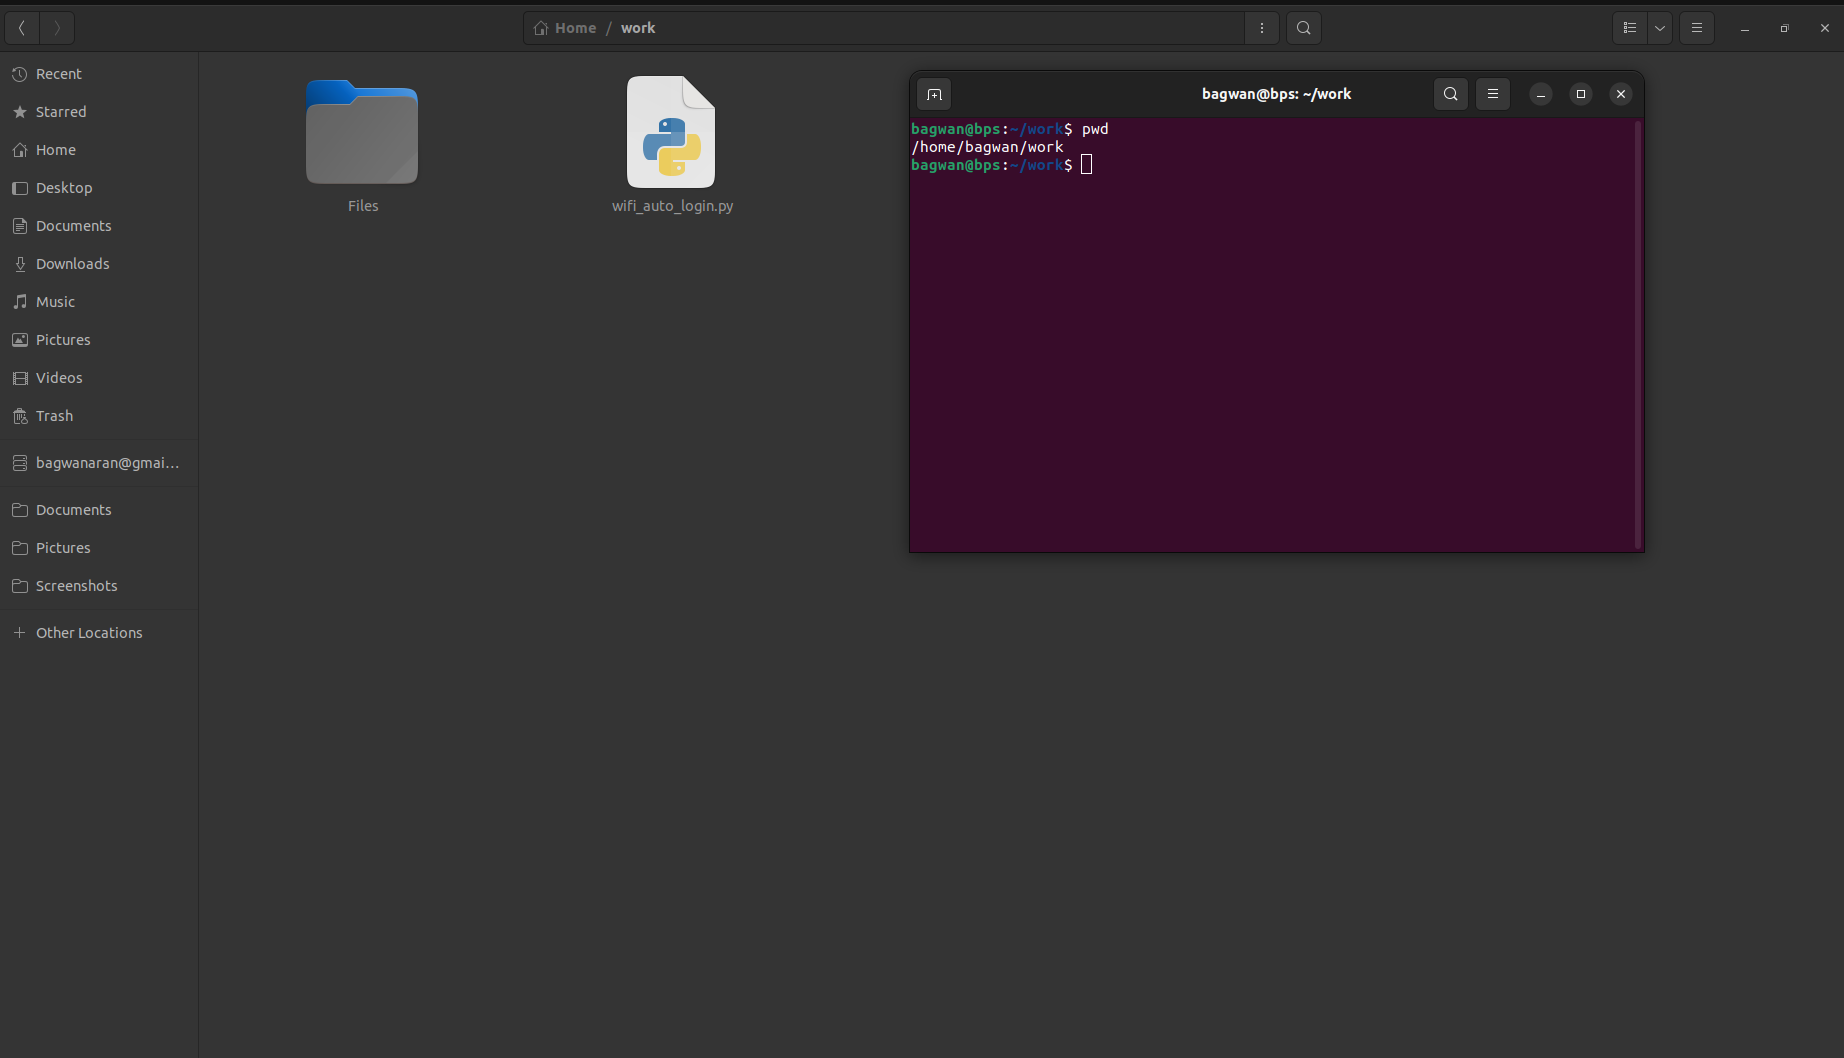 Home / work
Recent
Starred
Home
Desktop
Documents
Downloads
Music
Pictures
Videos
Trash
bagwanaran@gmai...
Documents
Pictures
Screenshots
Other Locations
Files
wifi_auto_login.py
bagwan@bps: ~/work
bagwan@bps:~/work$ pwd
/home/bagwan/work
bagwan@bps:~/work$